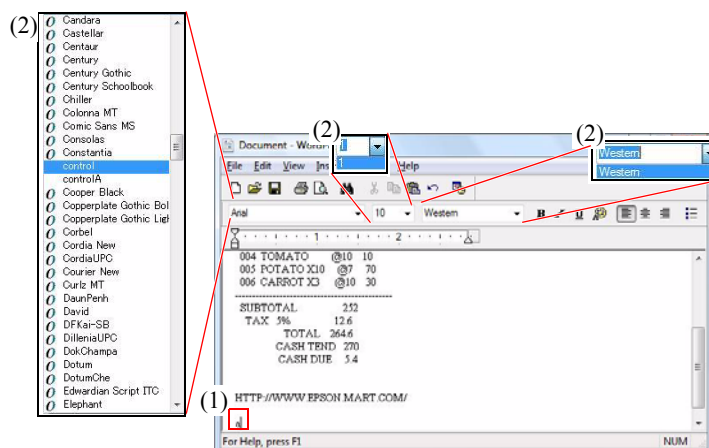 (2)
Candara
Castellar
Centaur
Century
Century Gothic
Century Schoolbook
Chiller
Colonna MT
Comic Sans MS
Consolas
Constantia
control
controlA
Cooper Black
Copperplate Gothic Bol
Copperplate Gothic Ligh
Corbel
Cordia New
CordiaUPC
Courier New
Curlz MT
DaunPenh
David
DFKai-SB
DilleniaUPC
DokChampa
Dotum
DotumChe
Edwardian Script ITC
Elephant
(2)
1
1
(2)
Western
Western
Document - Word
File Edit View Ins Help
Arial 10 Western B I U
1 2
004 TOMATO @10 10
005 POTATO X10 @7 70
006 CARROT X3 @10 30
SUBTOTAL 252
TAX 5% 12.6
TOTAL 264.6
CASH TEND 270
CASH DUE 5.4
HTTP://WWW.EPSON.MART.COM/
(1)
a
For Help, press F1 NUM